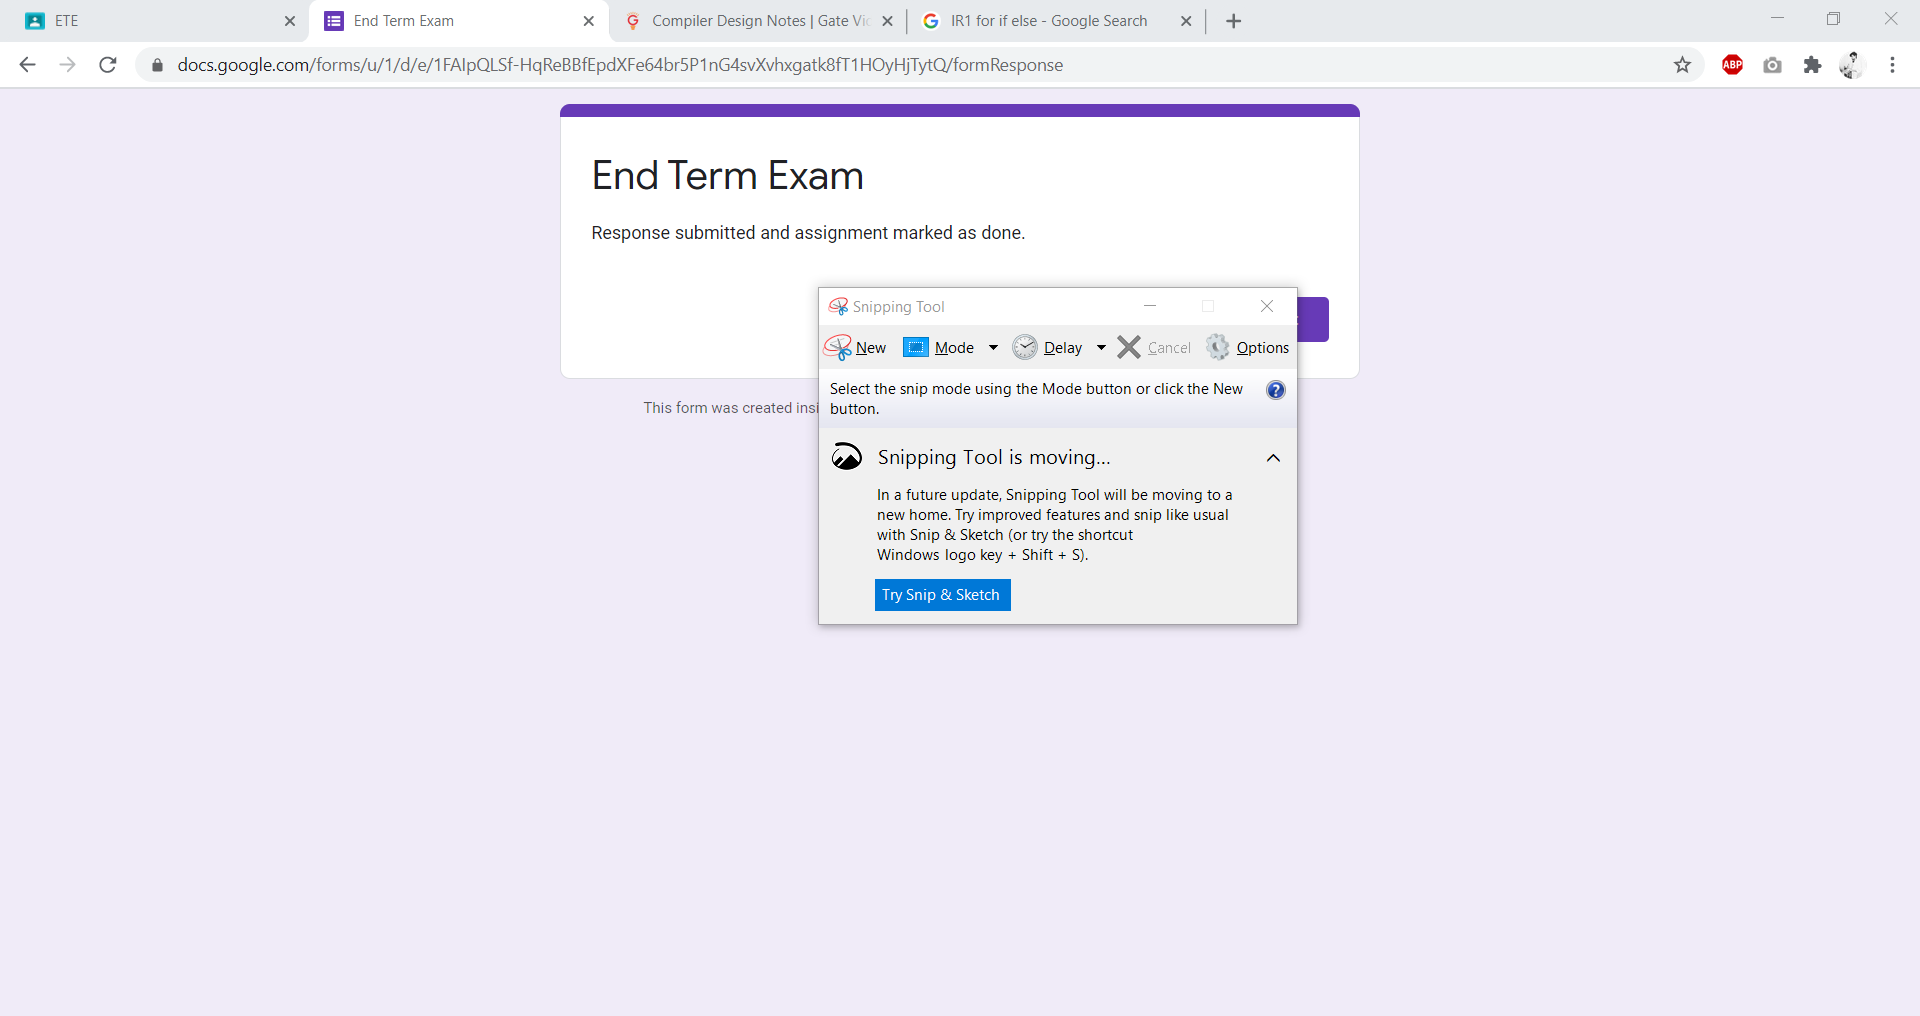 ETE
End Term Exam
Compiler Design Notes | Gate Vi
IR1 for if else - Google Search
docs.google.com/forms/u/1/d/e/1FAIpQLSf-HqReBBfEpdXFe64br5P1nG4svXvhxgatk8fT1HOyHjTytQ/formResponse
ABP
End Term Exam
Response submitted and assignment marked as done.
This form was created insi
Snipping Tool
New
Mode
Delay
Cancel
Options
Select the snip mode using the Mode button or click the New
button.
Snipping Tool is moving...
In a future update, Snipping Tool will be moving to a
new home. Try improved features and snip like usual
with Snip & Sketch (or try the shortcut
Windows logo key + Shift + S).
Try Snip & Sketch